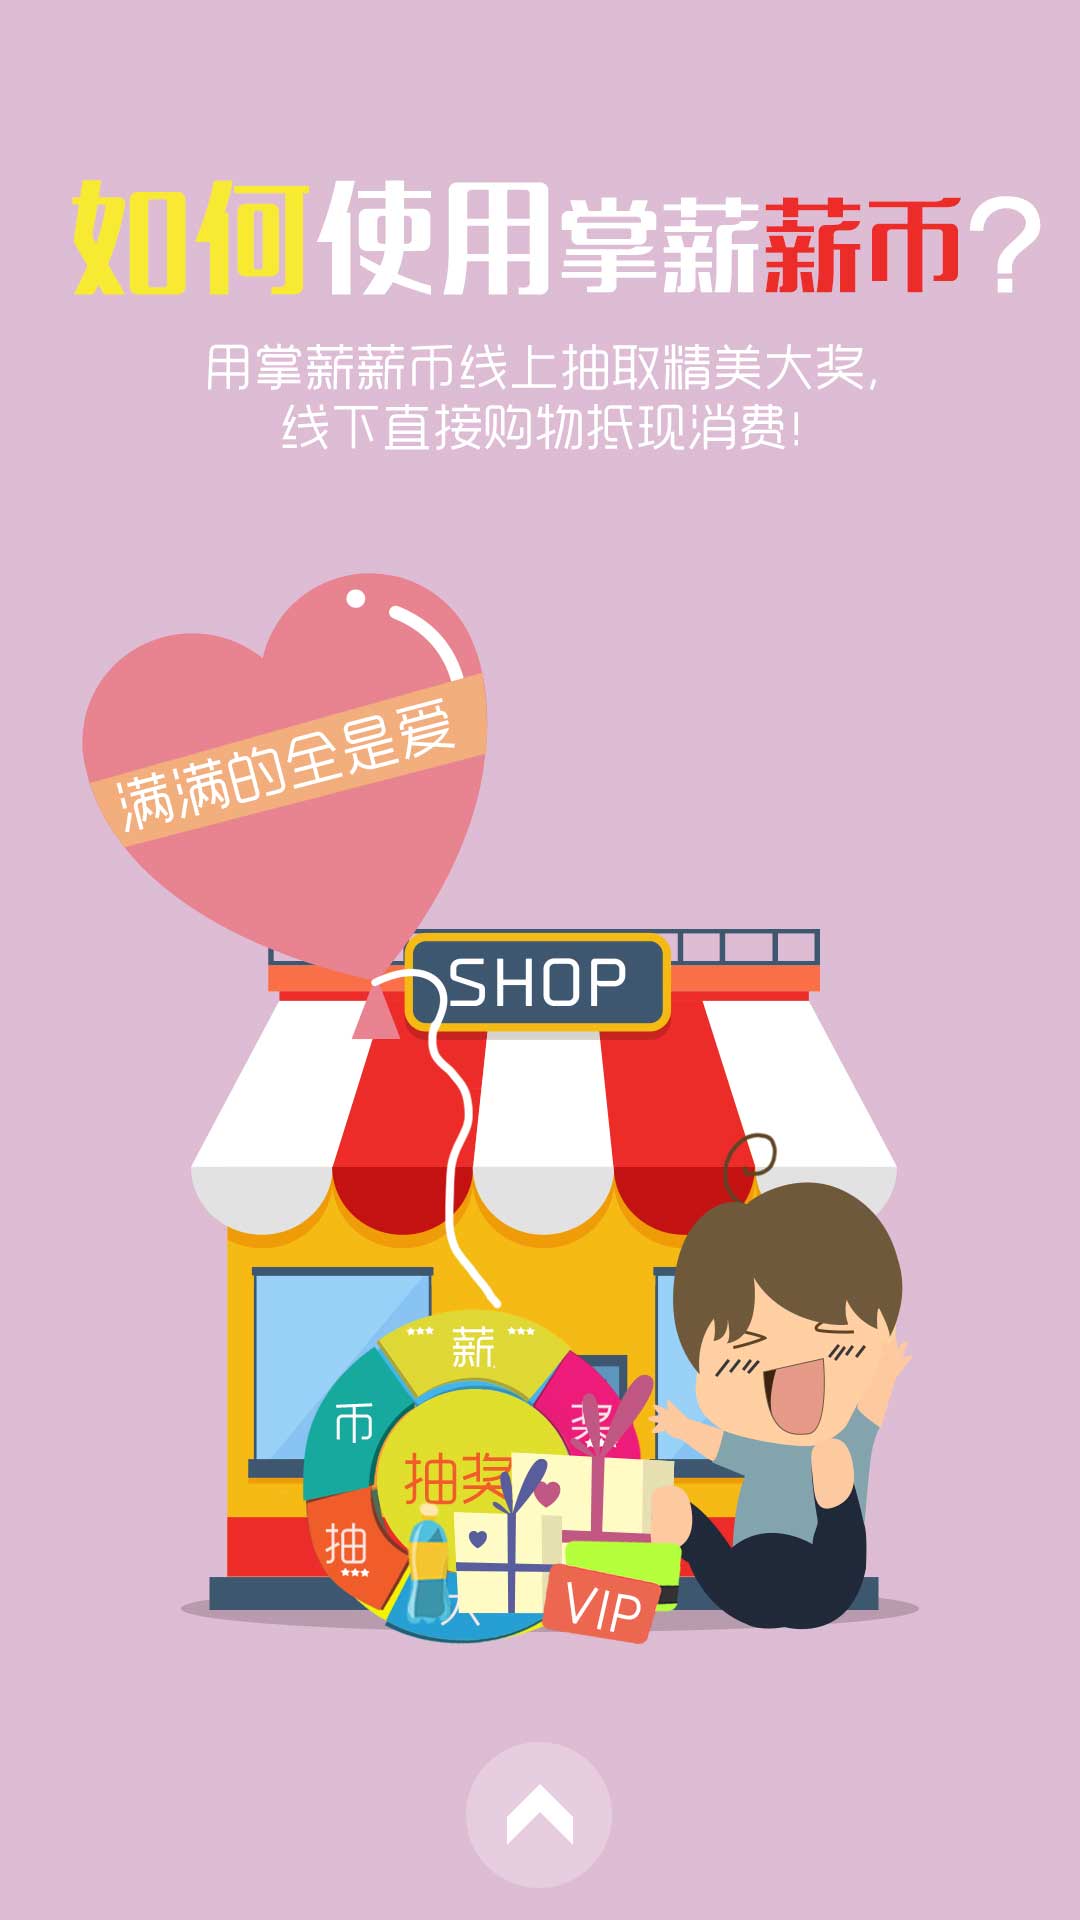 如何使用掌薪薪币?
用掌薪薪币线上抽取精美大奖,
线下直接购物抵现消费!
满满的全是爱
SHOP
薪
币
奖
抽奖
抽
大
VIP